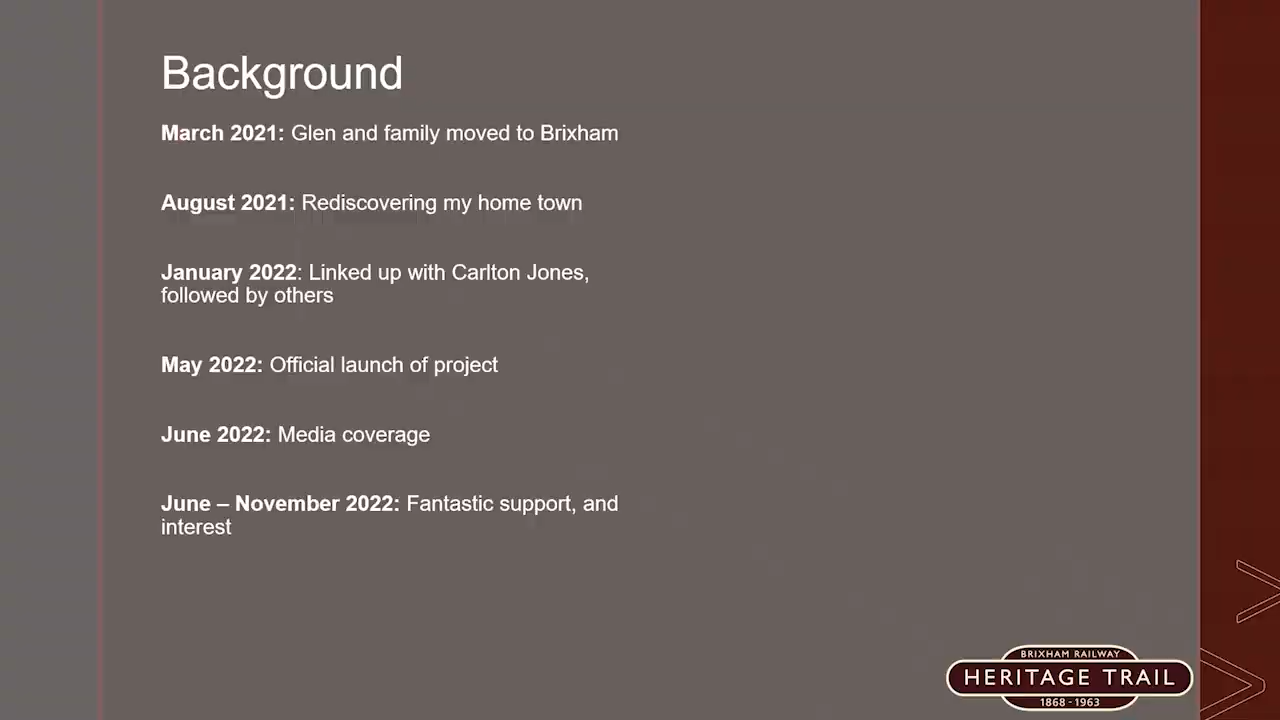 Background
March 2021: Glen and family moved to Brixham
August 2021: Rediscovering my home town
January 2022: Linked up with Carlton Jones,
followed by others
May 2022: Official launch of project
June 2022: Media coverage
June – November 2022: Fantastic support, and
interest
BRIXHAM RAILWAY
HERITAGE TRAIL
1868 - 1963